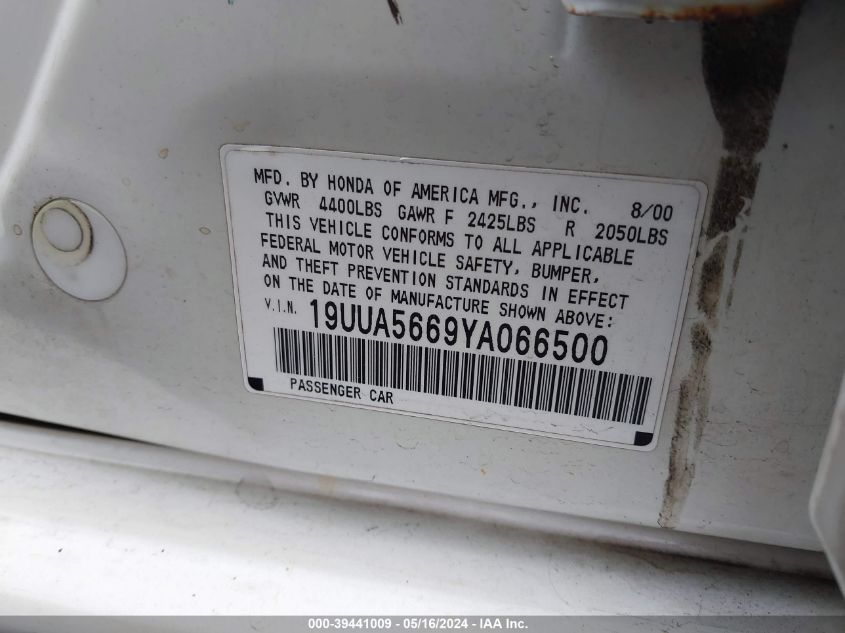 MFD. BY HONDA OF AMERICA MFG., INC. 8/00
GVWR 4400LBS GAWR F 2425LBS R 2050LBS
THIS VEHICLE CONFORMS TO ALL APPLICABLE
FEDERAL MOTOR VEHICLE SAFETY, BUMPER,
AND THEFT PREVENTION STANDARDS IN EFFECT
ON THE DATE OF MANUFACTURE SHOWN ABOVE:
V.I.N. 19UUA5669YA066500
PASSENGER CAR
000-39441009 - 05/16/2024 - IAA Inc.